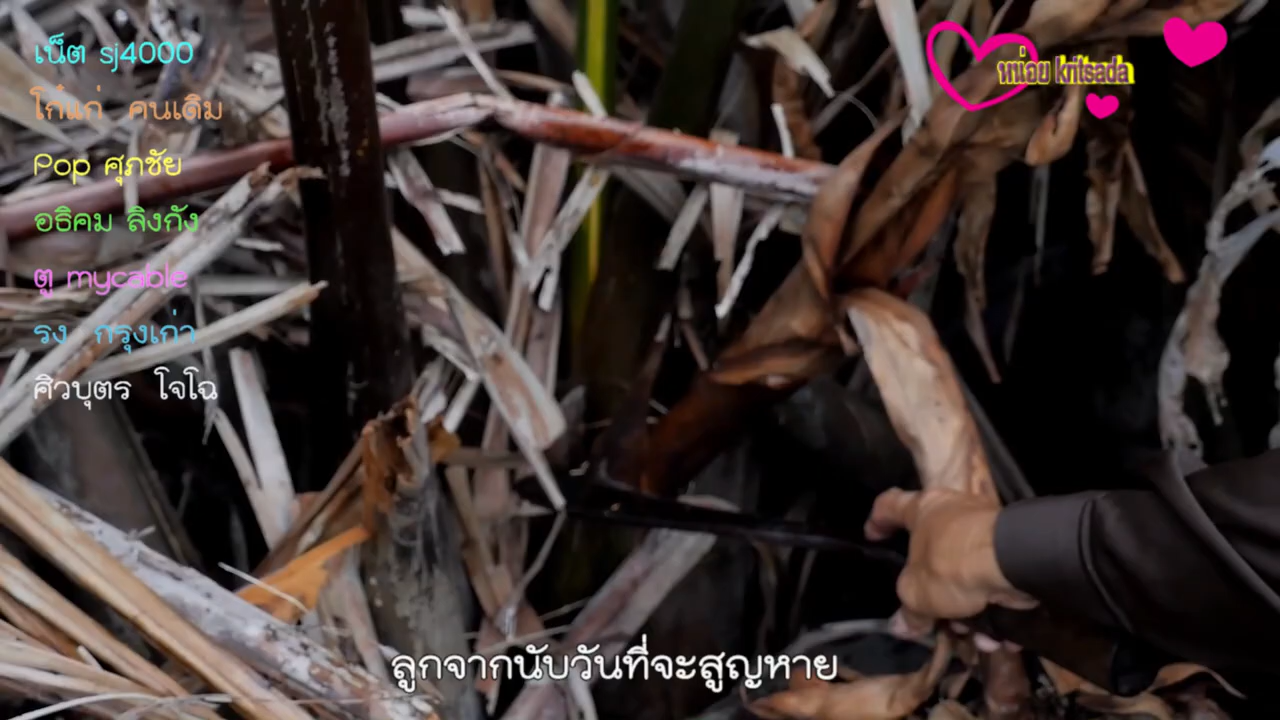 เน็ต sj4000
โก๋แก่ คนเดิม
Pop ศุภชัย
อธิคม ลิงกัง
ตู mycable
รง กรุงเก่า
ศิวบุตร โจโฉ
หน่อย kritsada
ลูกจากนับวันที่จะสูญหาย